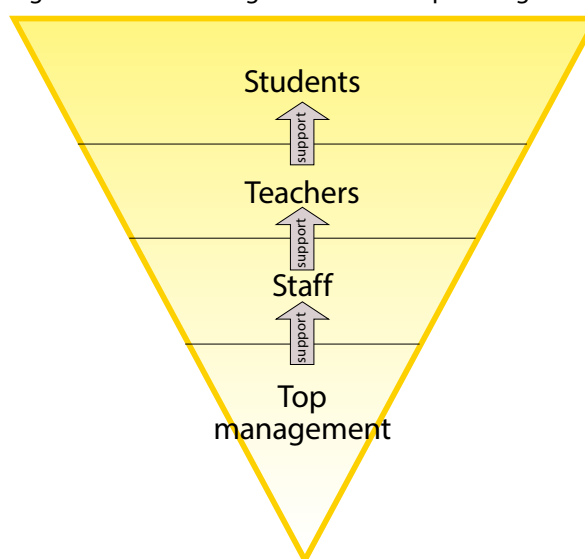 Students
support
Teachers
support
Staff
support
Top
management